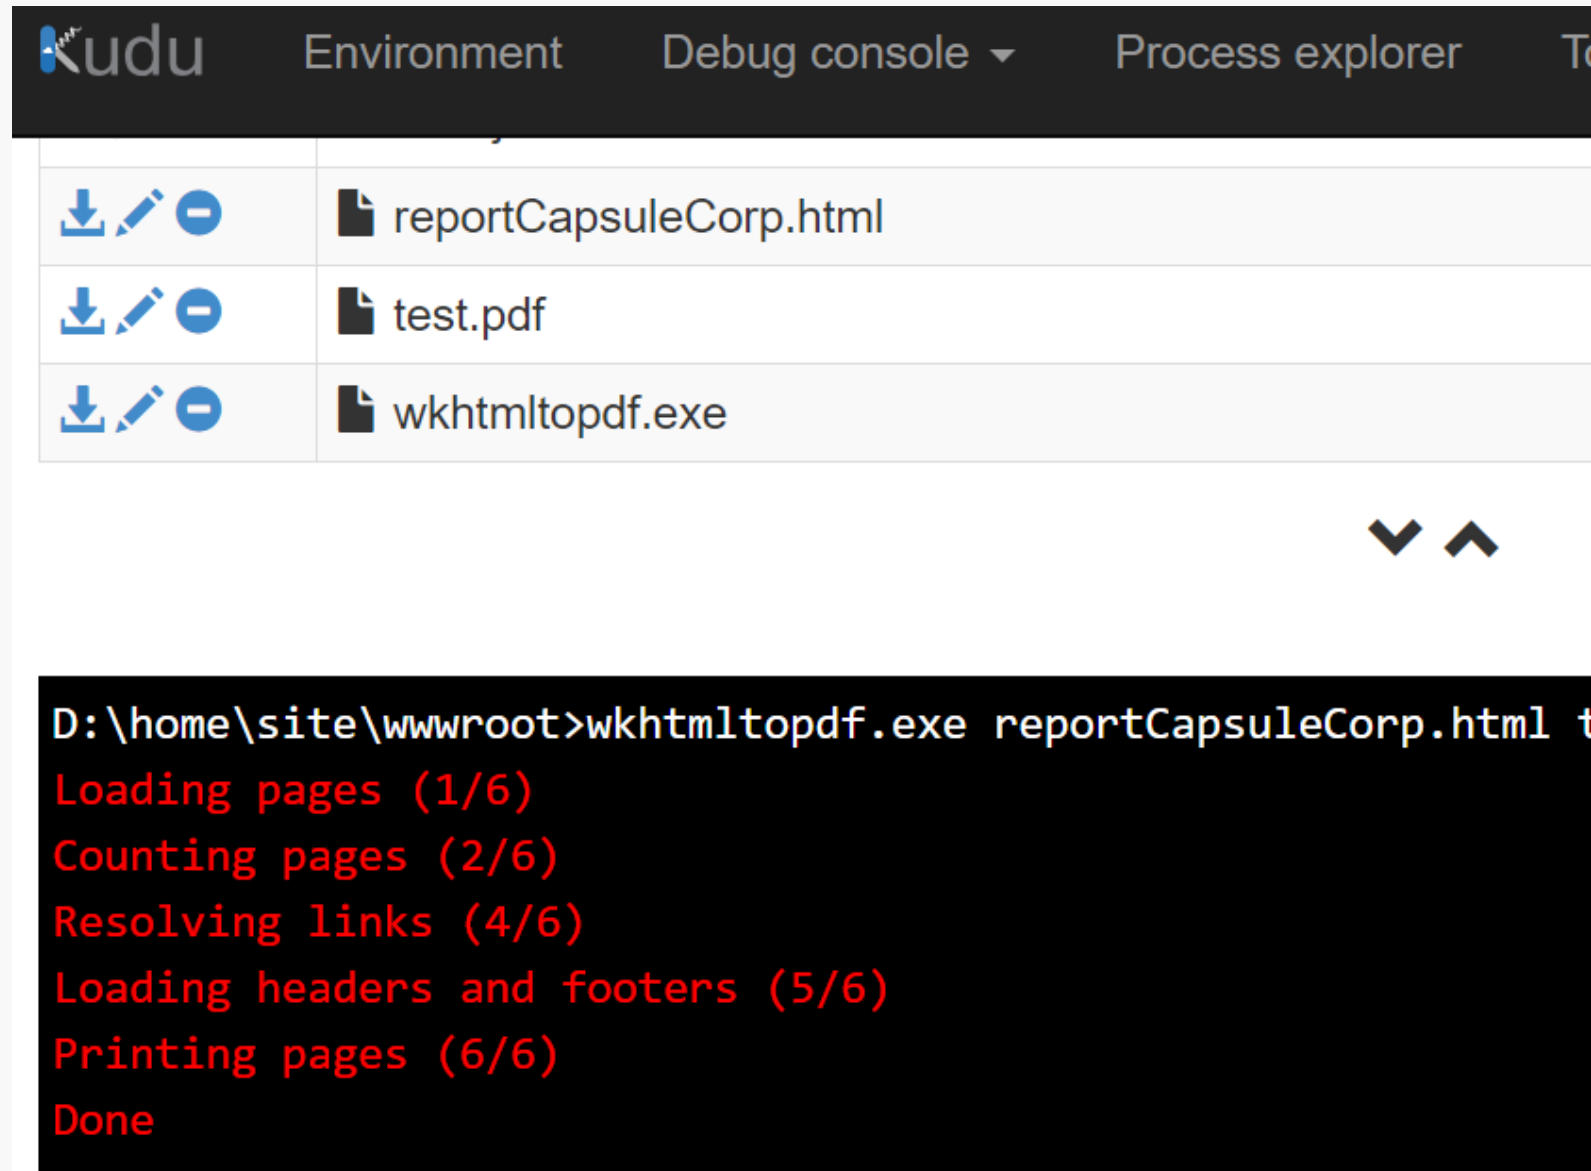 Kudu Environment Debug console Process explorer
reportCapsuleCorp.html
test.pdf
wkhtmltopdf.exe
D:\home\site\wwwroot>wkhtmltopdf.exe reportCapsuleCorp.html
Loading pages (1/6)
Counting pages (2/6)
Resolving links (4/6)
Loading headers and footers (5/6)
Printing pages (6/6)
Done